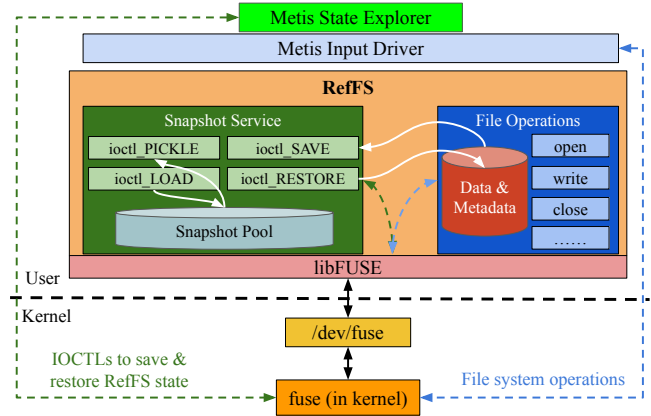 Metis State Explorer
Metis Input Driver
RefFS
Snapshot Service
File Operations
ioctl_PICKLE
ioctl_SAVE
ioctl_LOAD
ioctl_RESTORE
Snapshot Pool
Data &
Metadata
open
write
close
......
libFUSE
User
Kernel
/dev/fuse
IOCTLs to save &
restore RefFS state
File system operations
fuse (in kernel)